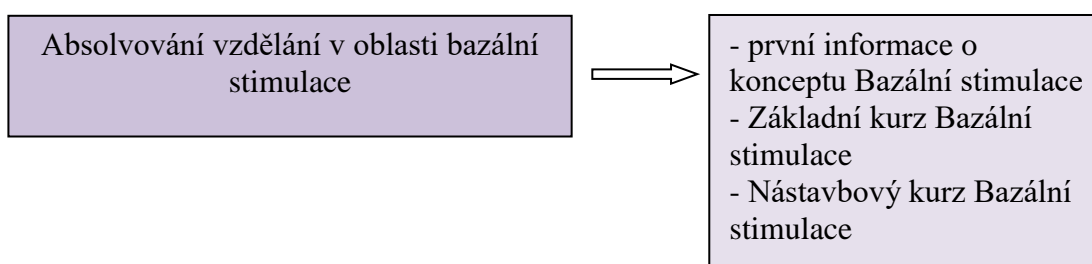 Absolvování vzdělání v oblasti bazální
stimulace
- první informace o
konceptu Bazální stimulace
- Základní kurz Bazální
stimulace
- Nástavbový kurz Bazální
stimulace